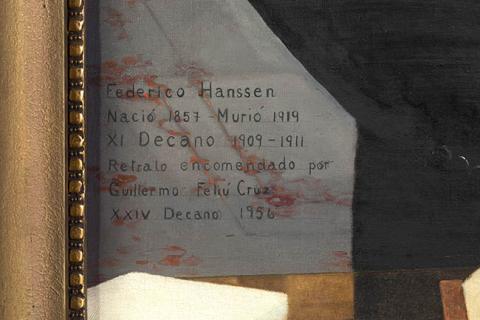 Federico Hanssen
Nació 1857 - Murió 1919
XI Decano 1909 - 1911
Retrato encomendado por
Guillermo Feliú Cruz
XXIV Decano 1956